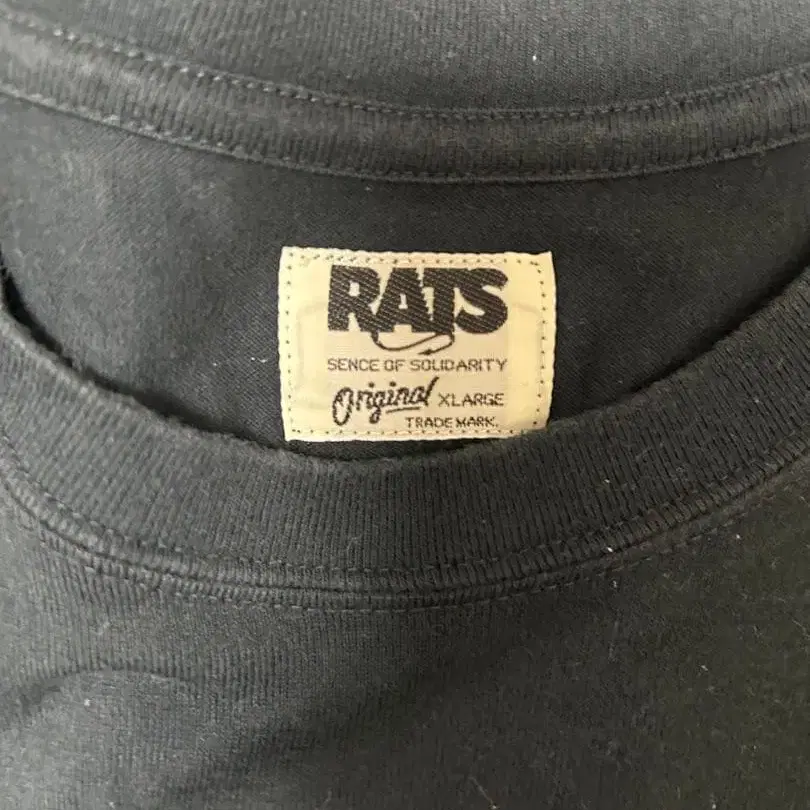 RATS
SENCE OF SOLIDARITY
Original XLARGE
TRADE MARK.